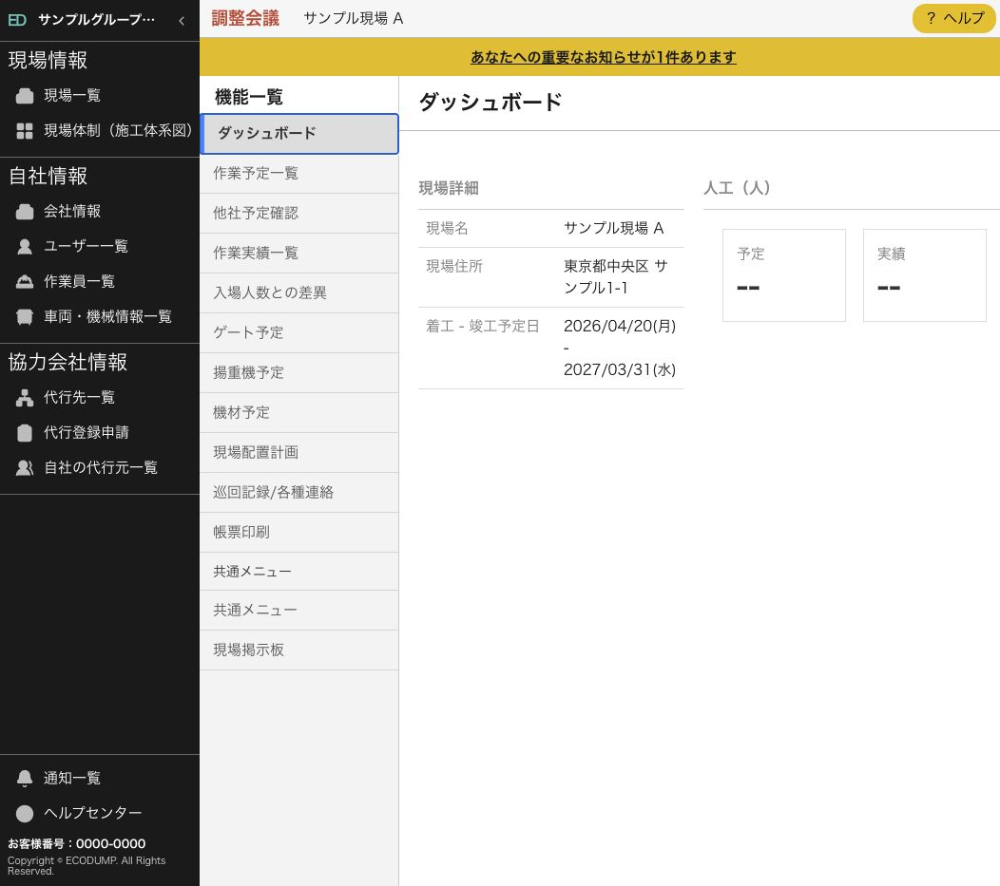 ED サンプルグループ…
調整会議 サンプル現場 A
? ヘルプ
あなたへの重要なお知らせが1件あります
現場情報
現場一覧
現場体制（施工体系図）
自社情報
会社情報
ユーザー一覧
作業員一覧
車両・機械情報一覧
協力会社情報
代行先一覧
代行登録申請
自社の代行元一覧
通知一覧
ヘルプセンター
お客様番号：0000-0000
Copyright © ECODUMP. All Rights
Reserved.
機能一覧
ダッシュボード
作業予定一覧
他社予定確認
作業実績一覧
入場人数との差異
ゲート予定
揚重機予定
機材予定
現場配置計画
巡回記録/各種連絡
帳票印刷
共通メニュー
共通メニュー
現場掲示板
ダッシュボード
現場詳細
現場名 サンプル現場 A
現場住所 東京都中央区 サ
ンプル1-1
着工 - 竣工予定日 2026/04/20(月)
-
2027/03/31(水)
人工（人）
予定
--
実績
--